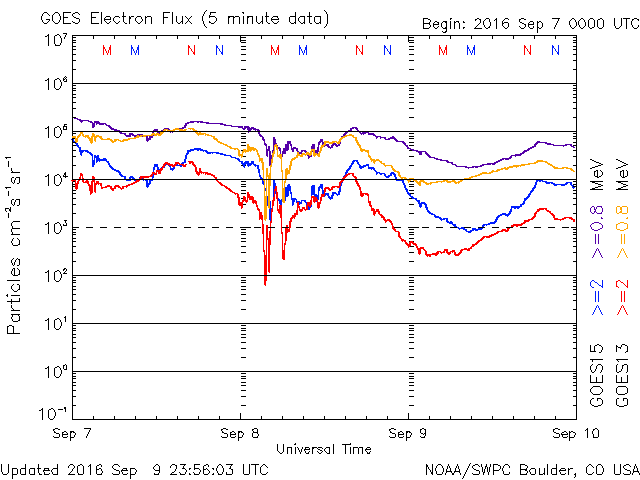 GOES Electron Flux (5 minute data)
Begin: 2016 Sep 7 0000 UTC
M M N N M M N N M M N N
10⁷
10⁶
10⁵
10⁴
10³
10²
10¹
10⁰
10⁻¹
Particles cm⁻²s⁻¹sr⁻¹
Sep 7 Sep 8 Sep 9 Sep 10
Universal Time
GOES15 >=2 >=0.8 MeV
GOES13 >=2 >=0.8 MeV
Updated 2016 Sep 9 23:56:03 UTC
NOAA/SWPC Boulder, CO USA